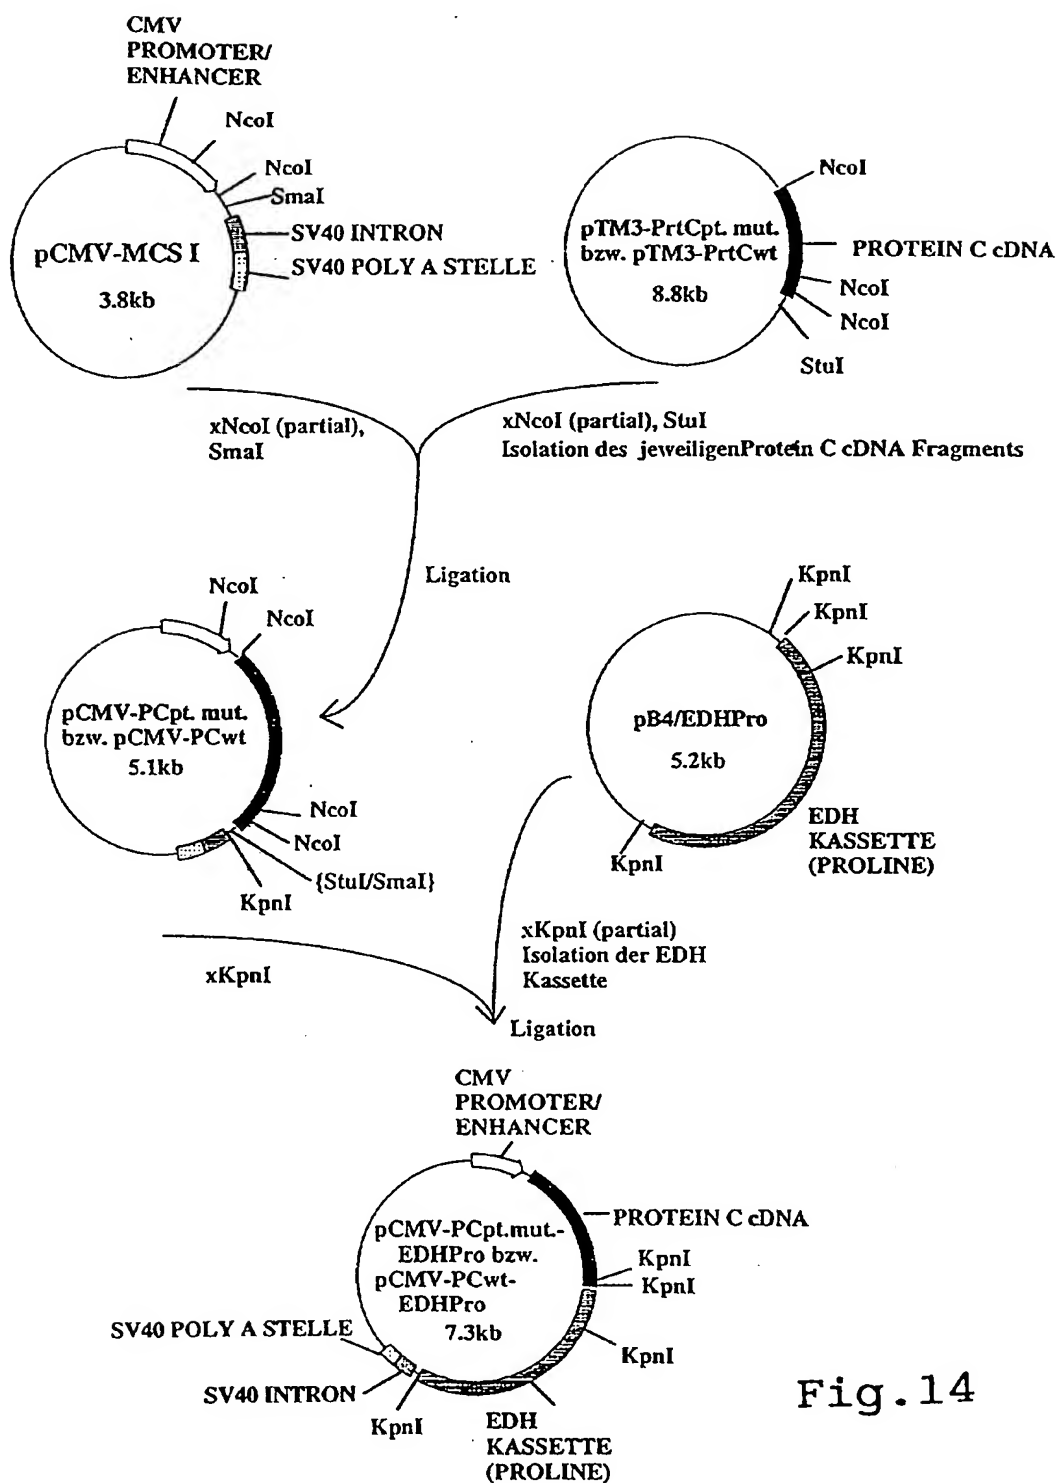 CMV
PROMOTER/
ENHANCER
NcoI
NcoI
SmaI
SV40 INTRON
SV40 POLY A STELLE
pCMV-MCS I
3.8kb
NcoI
pTM3-PrtCpt. mut.
bzw. pTM3-PrtCwt
8.8kb
PROTEIN C cDNA
NcoI
NcoI
StuI
xNcoI (partial),
SmaI
xNcoI (partial), StuI
Isolation des jeweiligenProtein C cDNA Fragments
Ligation
NcoI
NcoI
pCMV-PCpt. mut.
bzw. pCMV-PCwt
5.1kb
NcoI
NcoI
{StuI/SmaI}
KpnI
KpnI
KpnI
KpnI
pB4/EDHPro
5.2kb
EDH
KASSETTE
(PROLINE)
KpnI
xKpnI
xKpnI (partial)
Isolation der EDH
Kassette
Ligation
CMV
PROMOTER/
ENHANCER
pCMV-PCpt.mut.-
EDHPro bzw.
pCMV-PCwt-
EDHPro
7.3kb
PROTEIN C cDNA
KpnI
KpnI
KpnI
SV40 POLY A STELLE
SV40 INTRON
KpnI
EDH
KASSETTE
(PROLINE)
Fig.14